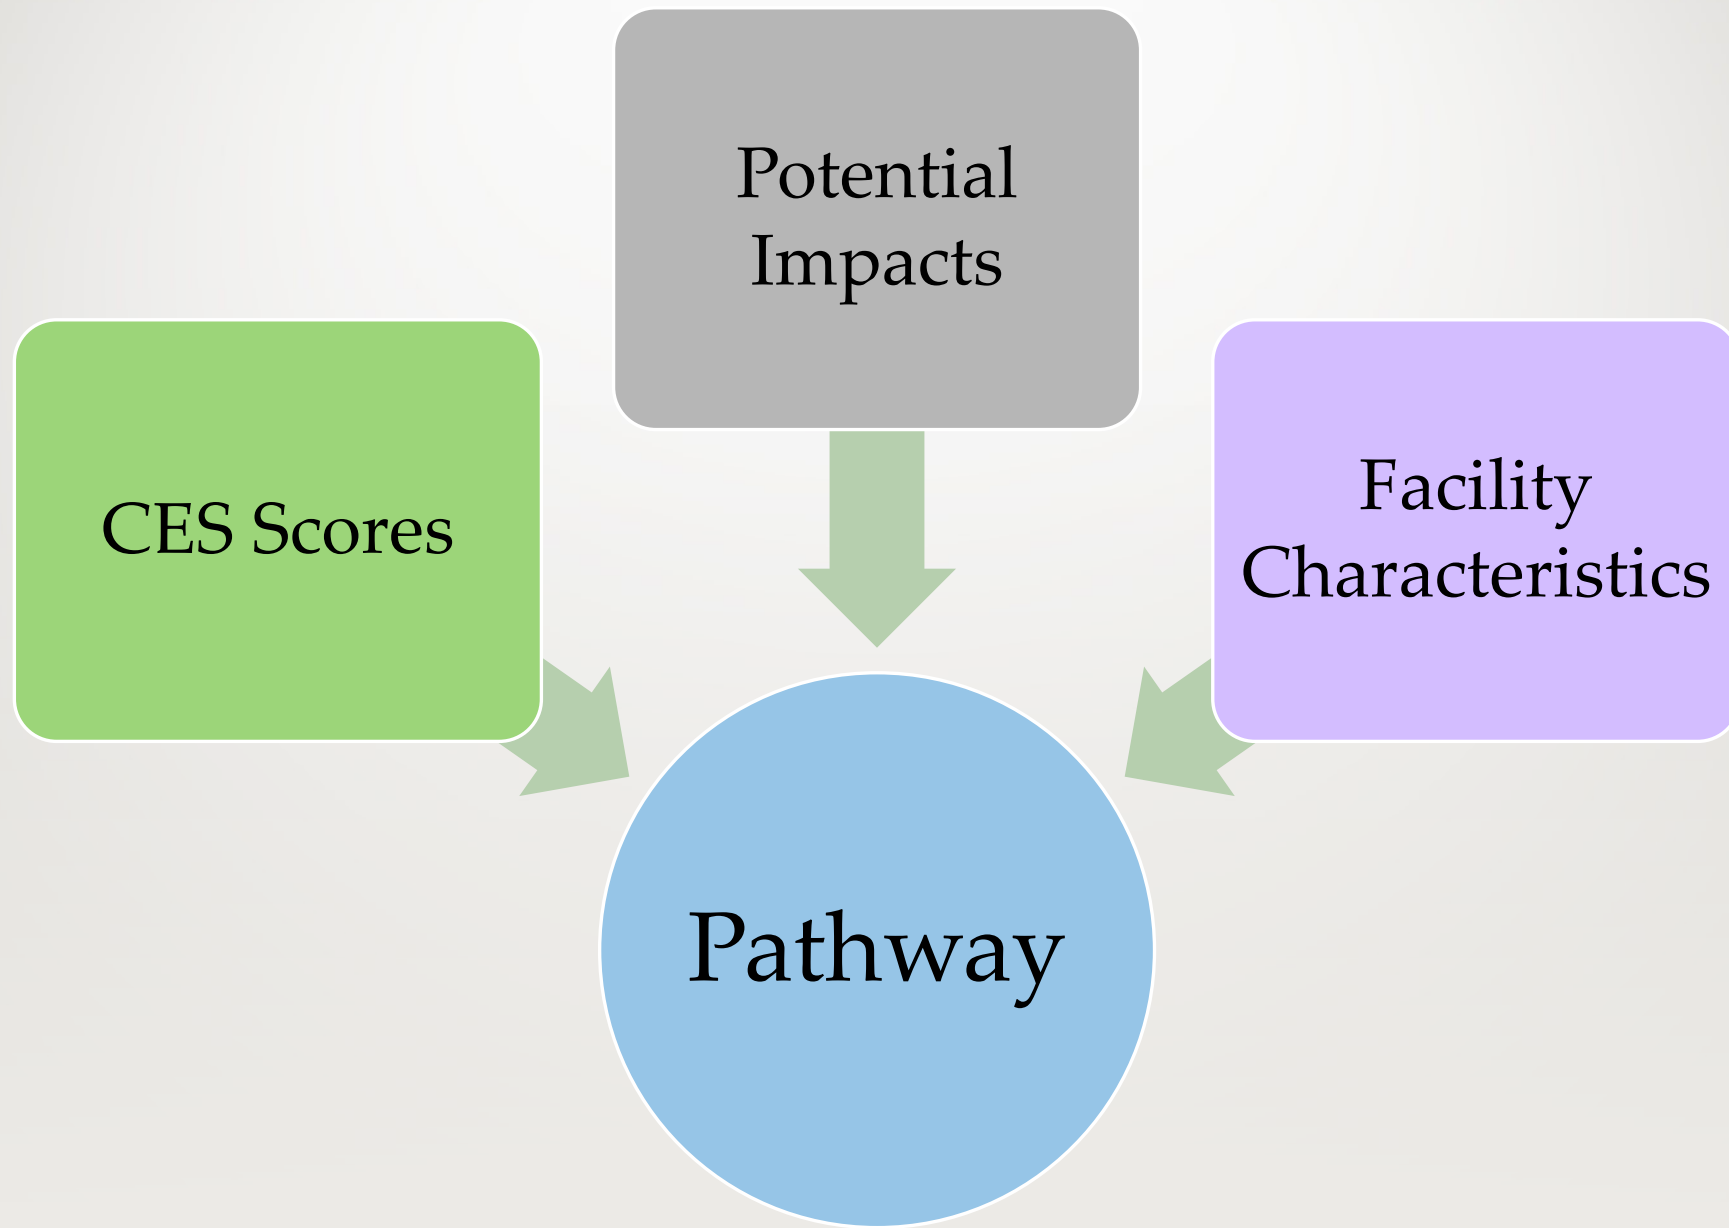 Potential
Impacts
CES Scores
Facility
Characteristics
Pathway